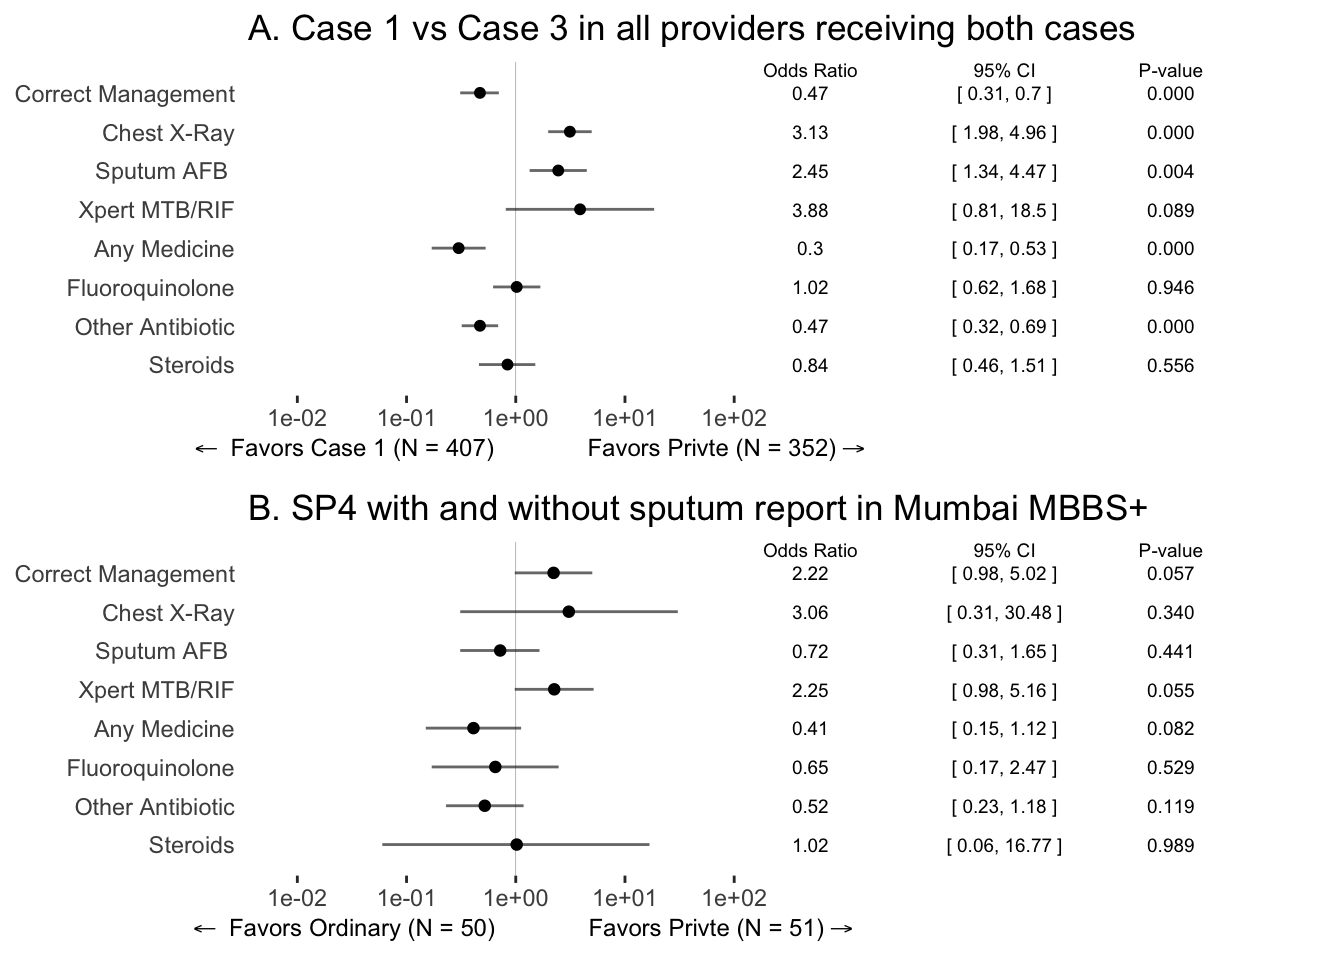 A. Case 1 vs Case 3 in all providers receiving both cases
Odds Ratio 95% CI P-value
Correct Management 0.47 [ 0.31, 0.7 ] 0.000
Chest X-Ray 3.13 [ 1.98, 4.96 ] 0.000
Sputum AFB 2.45 [ 1.34, 4.47 ] 0.004
Xpert MTB/RIF 3.88 [ 0.81, 18.5 ] 0.089
Any Medicine 0.3 [ 0.17, 0.53 ] 0.000
Fluoroquinolone 1.02 [ 0.62, 1.68 ] 0.946
Other Antibiotic 0.47 [ 0.32, 0.69 ] 0.000
Steroids 0.84 [ 0.46, 1.51 ] 0.556
1e-02 1e-01 1e+00 1e+01 1e+02
← Favors Case 1 (N = 407) Favors Privte (N = 352) →
B. SP4 with and without sputum report in Mumbai MBBS+
Odds Ratio 95% CI P-value
Correct Management 2.22 [ 0.98, 5.02 ] 0.057
Chest X-Ray 3.06 [ 0.31, 30.48 ] 0.340
Sputum AFB 0.72 [ 0.31, 1.65 ] 0.441
Xpert MTB/RIF 2.25 [ 0.98, 5.16 ] 0.055
Any Medicine 0.41 [ 0.15, 1.12 ] 0.082
Fluoroquinolone 0.65 [ 0.17, 2.47 ] 0.529
Other Antibiotic 0.52 [ 0.23, 1.18 ] 0.119
Steroids 1.02 [ 0.06, 16.77 ] 0.989
1e-02 1e-01 1e+00 1e+01 1e+02
← Favors Ordinary (N = 50) Favors Privte (N = 51) →